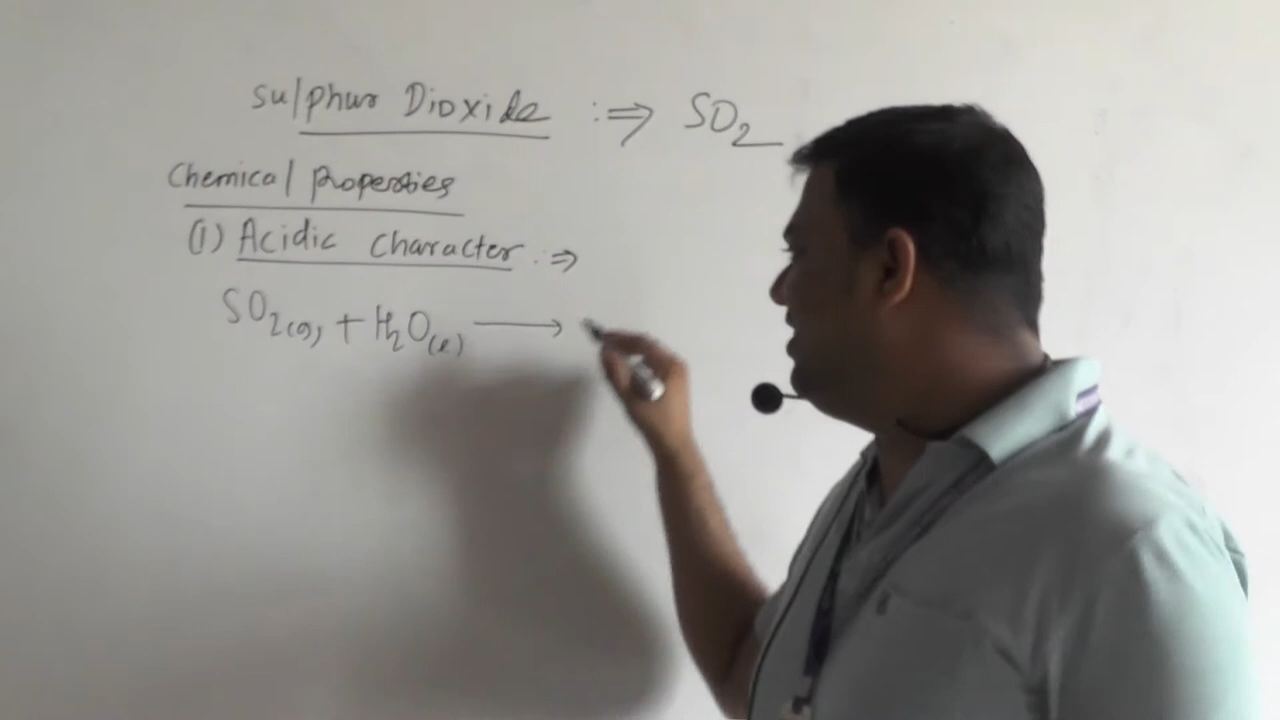 Sulphur Dioxide :⇒ SO₂
Chemical properties
(1) Acidic character :⇒
SO₂(g) + H₂O(l) ⟶